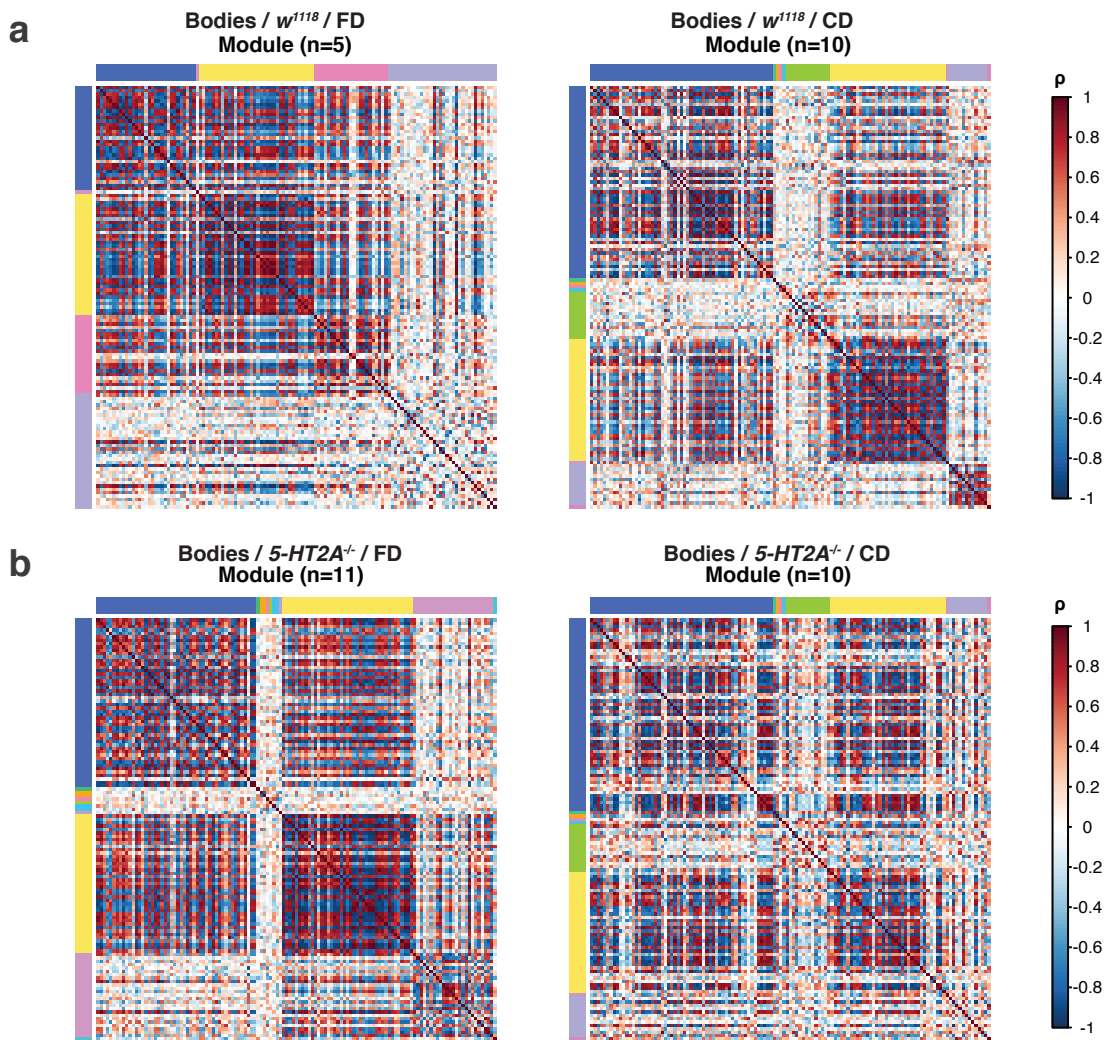 a
Bodies / w1118 / FD
Module (n=5)
Bodies / w1118 / CD
Module (n=10)
ρ
1
0.8
0.6
0.4
0.2
0
-0.2
-0.4
-0.6
-0.8
-1
b
Bodies / 5-HT2A-/- / FD
Module (n=11)
Bodies / 5-HT2A-/- / CD
Module (n=10)
ρ
1
0.8
0.6
0.4
0.2
0
-0.2
-0.4
-0.6
-0.8
-1